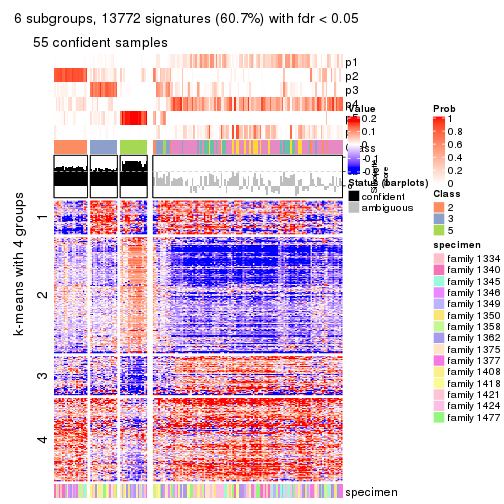 6 subgroups, 13772 signatures (60.7%) with fdr < 0.05
55 confident samples
p1
p2
p3
p4
Value
0.2
0.1
0
Status (barplots)
confident
ambiguous
Prob
1
0.8
0.6
0.4
0.2
0
Class
2
3
5
specimen
family 1334
family 1340
family 1345
family 1346
family 1349
family 1350
family 1358
family 1362
family 1375
family 1377
family 1408
family 1418
family 1421
family 1424
family 1477
k-means with 4 groups
1
2
3
4
specimen